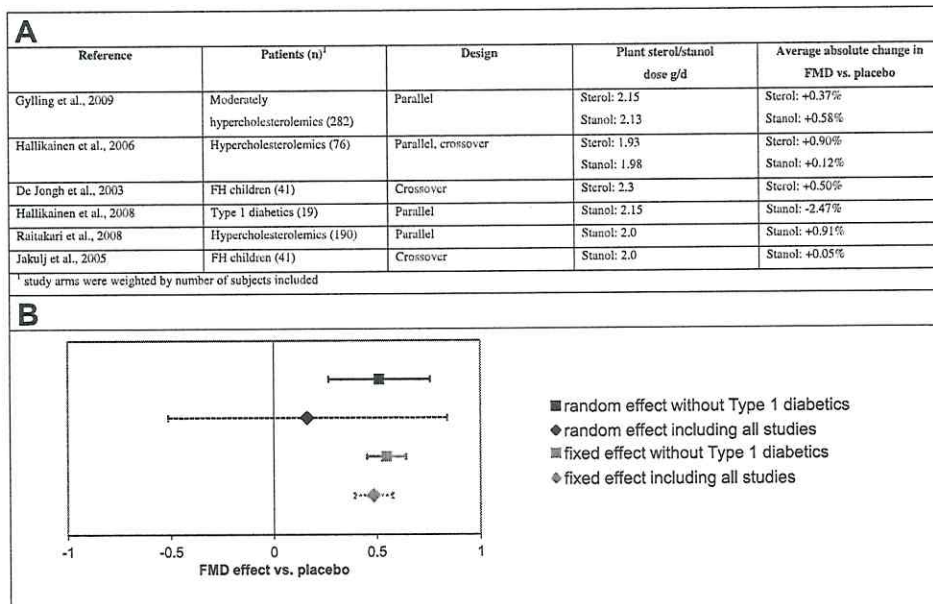 A
Reference Patients (n)¹ Design Plant sterol/stanol dose g/d Average absolute change in FMD vs. placebo
Gylling et al., 2009 Moderately hypercholesterolemics (282) Parallel Sterol: 2.15 Stanol: 2.13 Sterol: +0.37% Stanol: +0.58%
Hallikainen et al., 2006 Hypercholesterolemics (76) Parallel, crossover Sterol: 1.93 Stanol: 1.98 Sterol: +0.90% Stanol: +0.12%
De Jongh et al., 2003 FH children (41) Crossover Sterol: 2.3 Sterol: +0.50%
Hallikainen et al., 2008 Type 1 diabetics (19) Parallel Stanol: 2.15 Stanol: -2.47%
Raitakari et al., 2008 Hypercholesterolemics (190) Parallel Stanol: 2.0 Stanol: +0.91%
Jakulj et al., 2005 FH children (41) Crossover Stanol: 2.0 Stanol: +0.05%
¹ study arms were weighted by number of subjects included
B
random effect without Type 1 diabetics
random effect including all studies
fixed effect without Type 1 diabetics
fixed effect including all studies
-1 -0.5 0 0.5 1
FMD effect vs. placebo